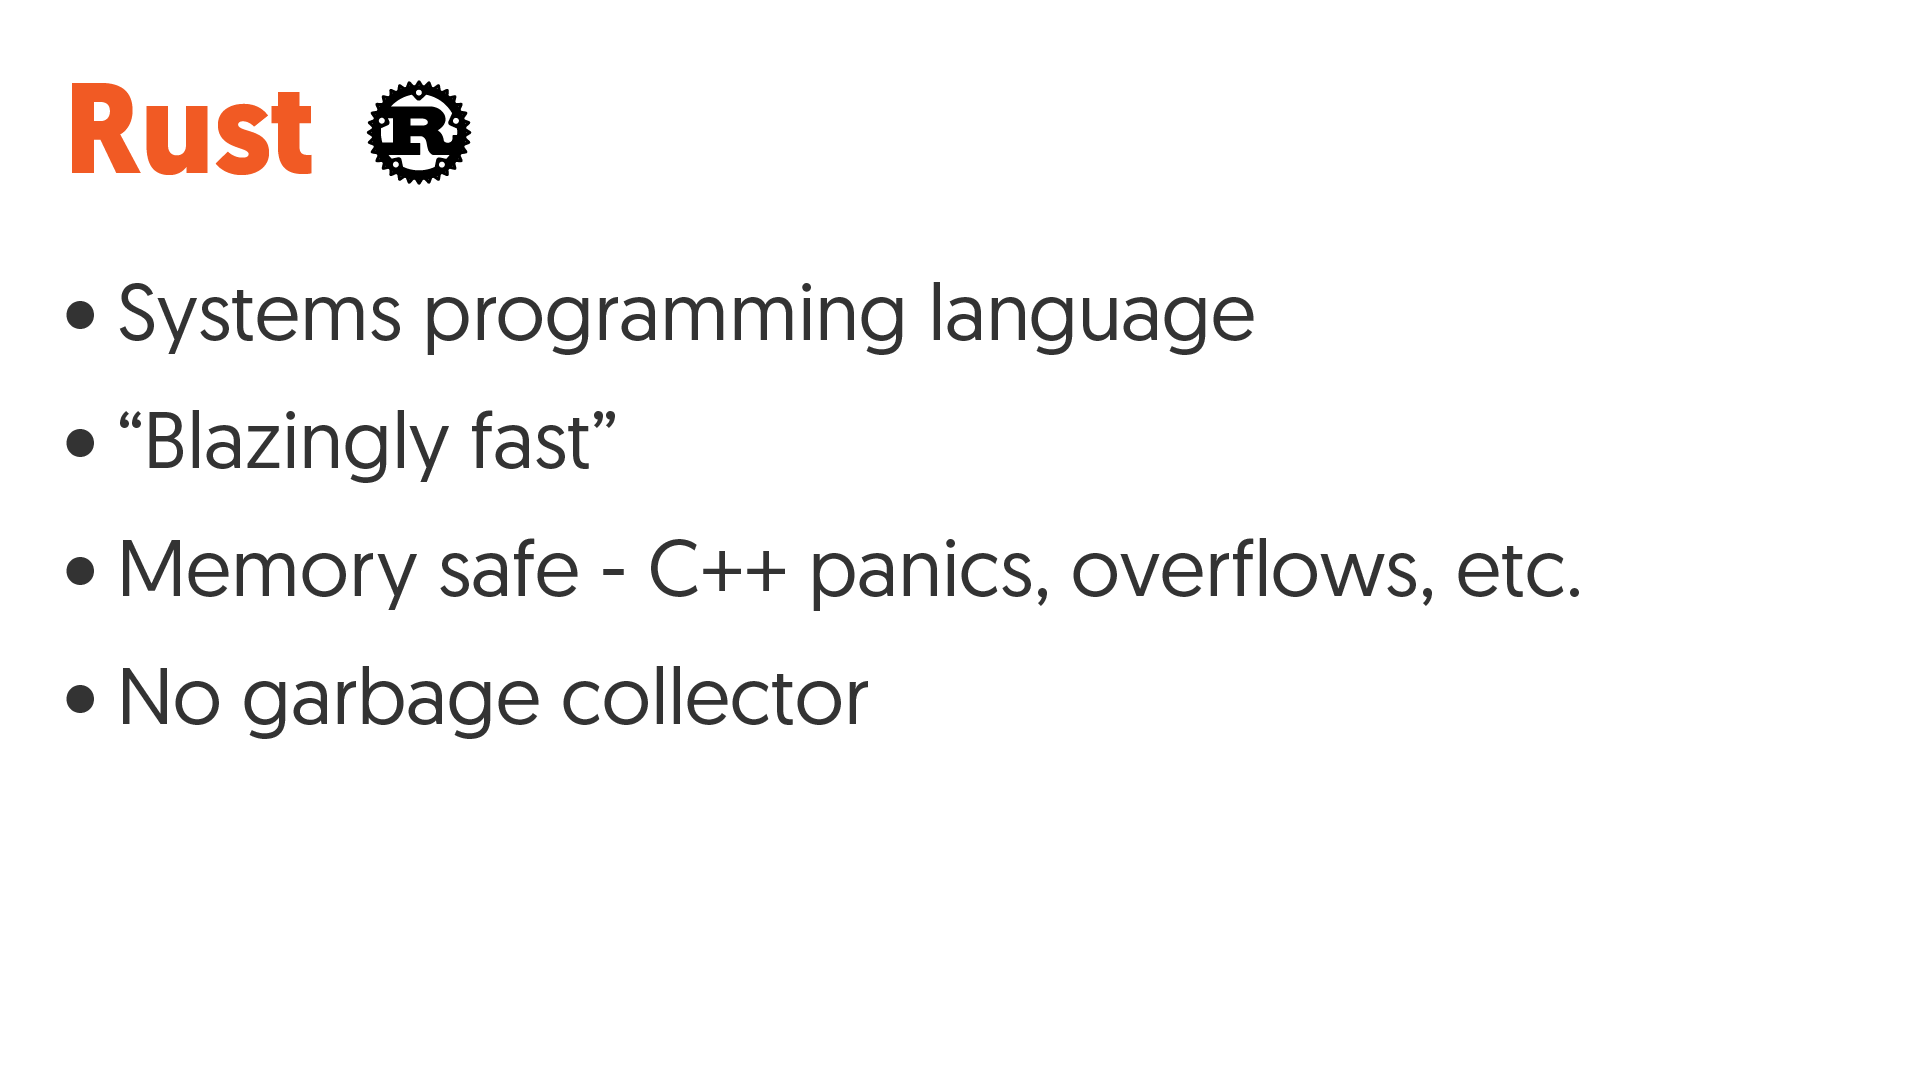 Rust
R
• Systems programming language
• “Blazingly fast”
• Memory safe - C++ panics, overflows, etc.
• No garbage collector